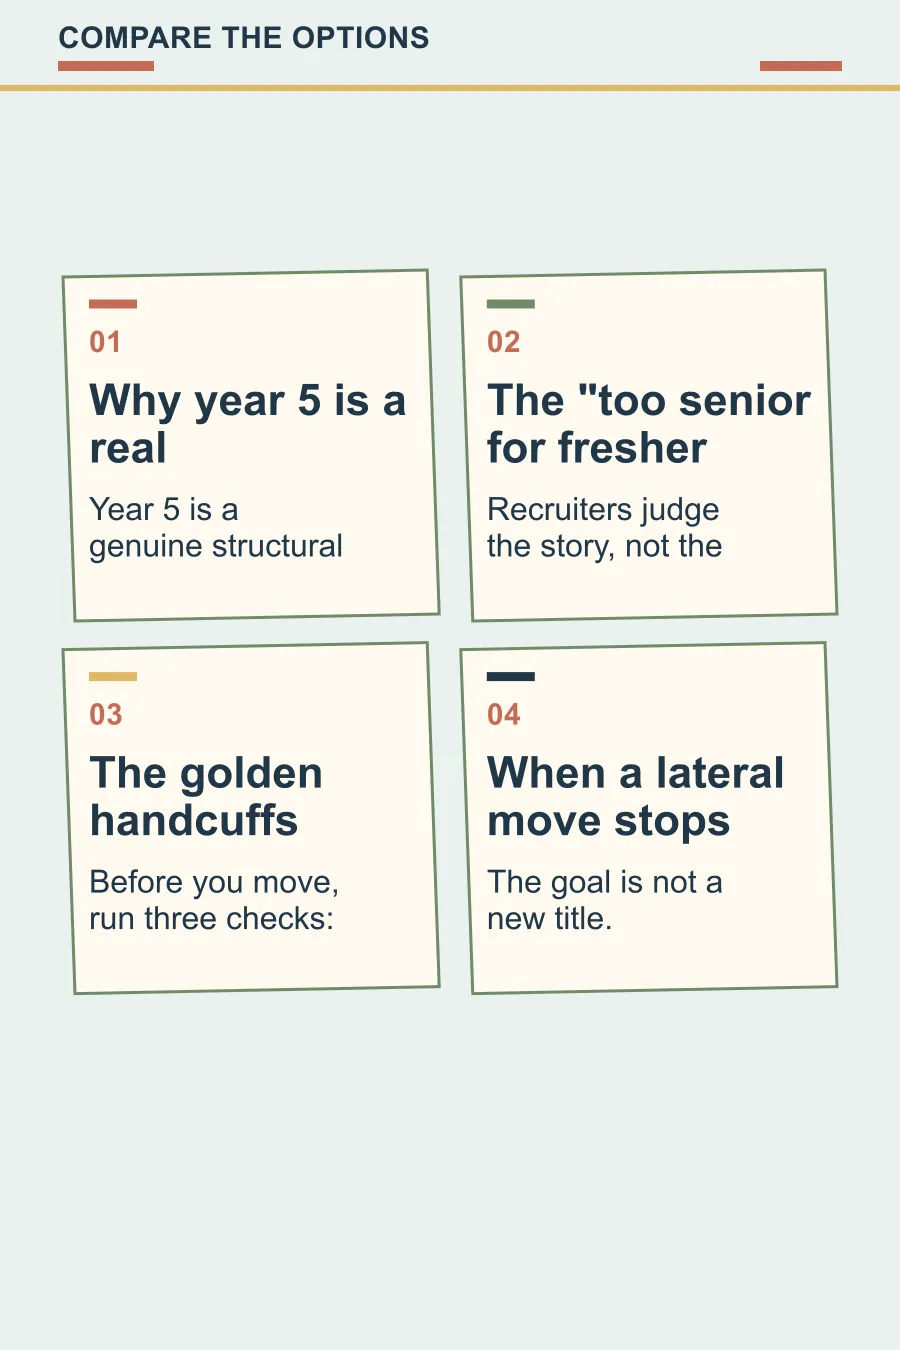 COMPARE THE OPTIONS
01
Why year 5 is a
real
Year 5 is a
genuine structural
02
The "too senior
for fresher
Recruiters judge
the story, not the
03
The golden
handcuffs
Before you move,
run three checks:
04
When a lateral
move stops
The goal is not a
new title.